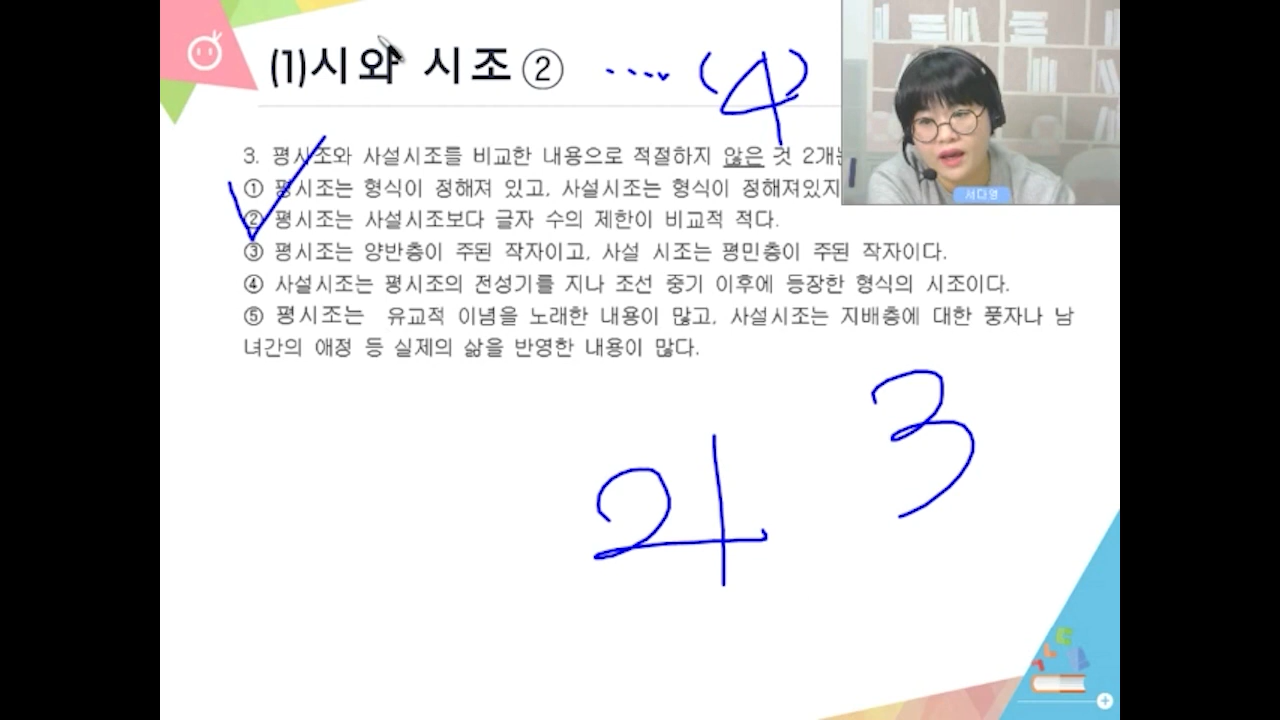 (1)시와 시조②
.... (4)
서다영
3. 평시조와 사설시조를 비교한 내용으로 적절하지 않은 것 2개는
① 평시조는 형식이 정해져 있고, 사설시조는 형식이 정해져있지
② 평시조는 사설시조보다 글자 수의 제한이 비교적 적다.
③ 평시조는 양반층이 주된 작자이고, 사설 시조는 평민층이 주된 작자이다.
④ 사설시조는 평시조의 전성기를 지나 조선 중기 이후에 등장한 형식의 시조이다.
⑤ 평시조는 유교적 이념을 노래한 내용이 많고, 사설시조는 지배층에 대한 풍자나 남
녀간의 애정 등 실제의 삶을 반영한 내용이 많다.
3
24